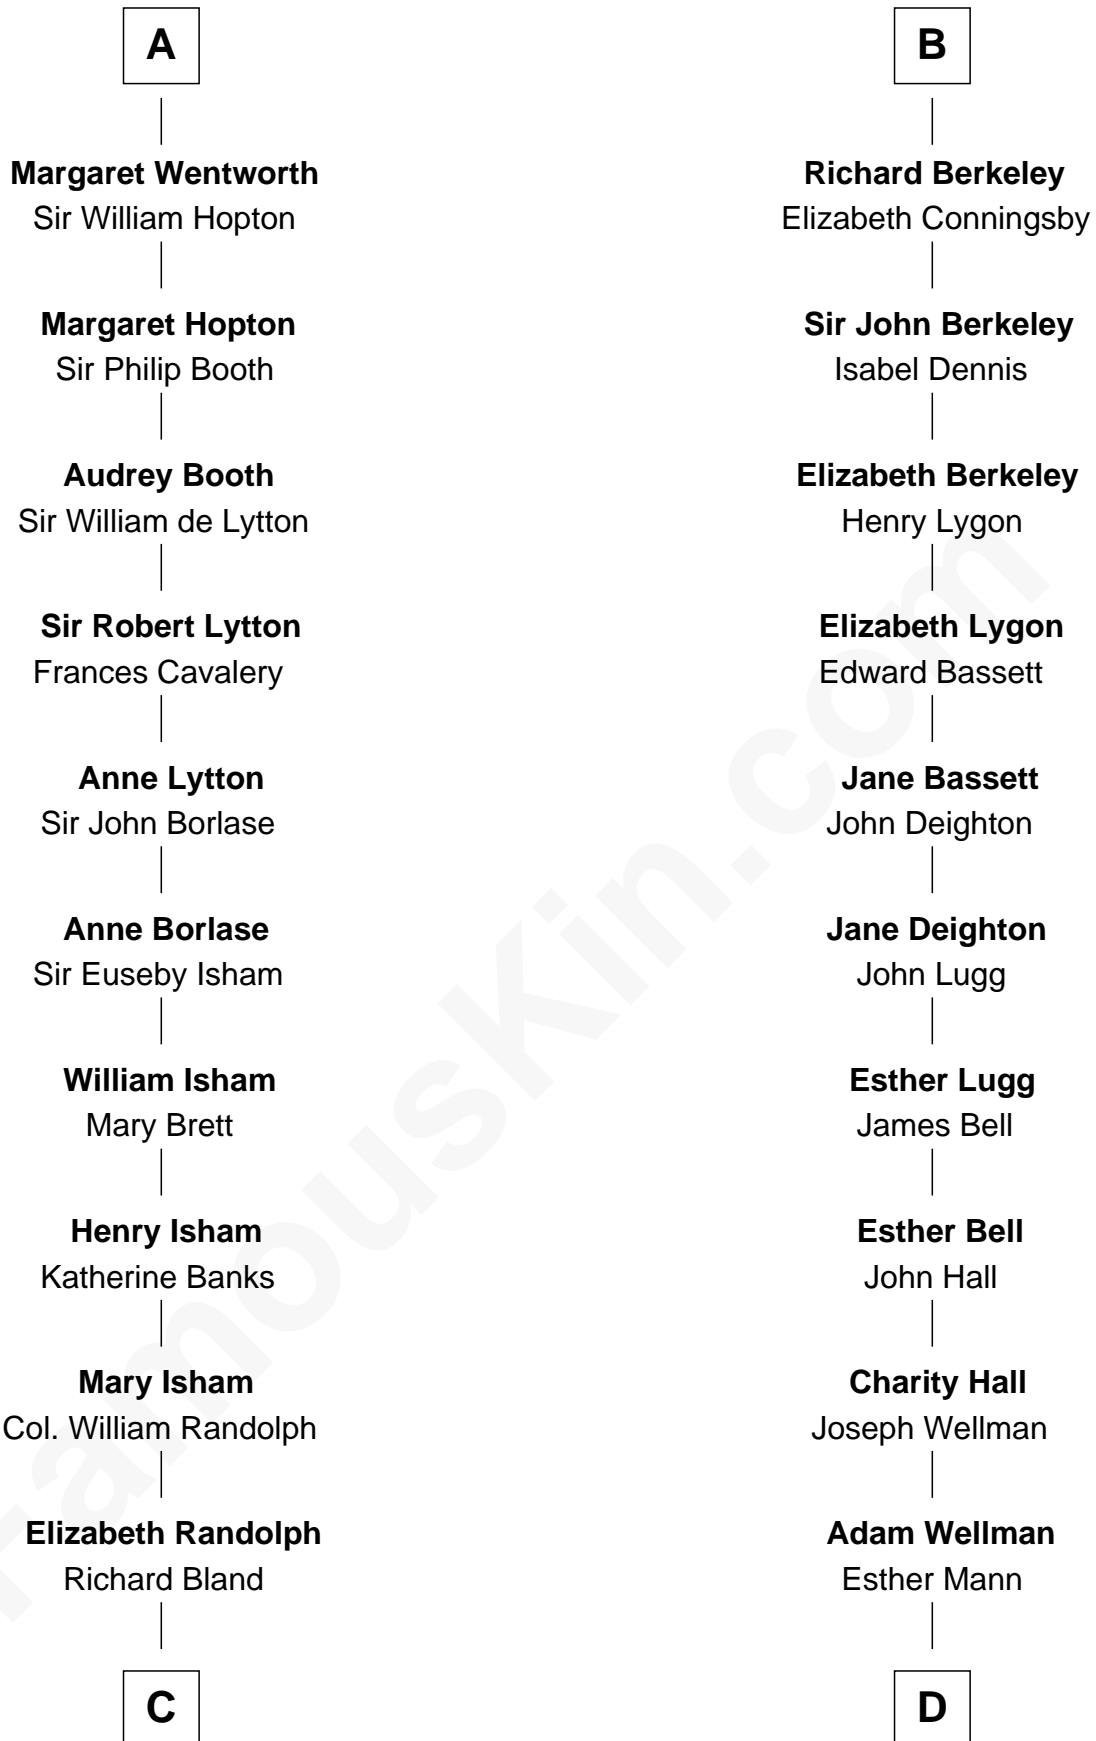 A
Margaret Wentworth
Sir William Hopton
Margaret Hopton
Sir Philip Booth
Audrey Booth
Sir William de Lytton
Sir Robert Lytton
Frances Cavalery
Anne Lytton
Sir John Borlase
Anne Borlase
Sir Euseby Isham
William Isham
Mary Brett
Henry Isham
Katherine Banks
Mary Isham
Col. William Randolph
Elizabeth Randolph
Richard Bland
C
B
Richard Berkeley
Elizabeth Conningsby
Sir John Berkeley
Isabel Dennis
Elizabeth Berkeley
Henry Lygon
Elizabeth Lygon
Edward Bassett
Jane Bassett
John Deighton
Jane Deighton
John Lugg
Esther Lugg
James Bell
Esther Bell
John Hall
Charity Hall
Joseph Wellman
Adam Wellman
Esther Mann
D
FamousKin.com